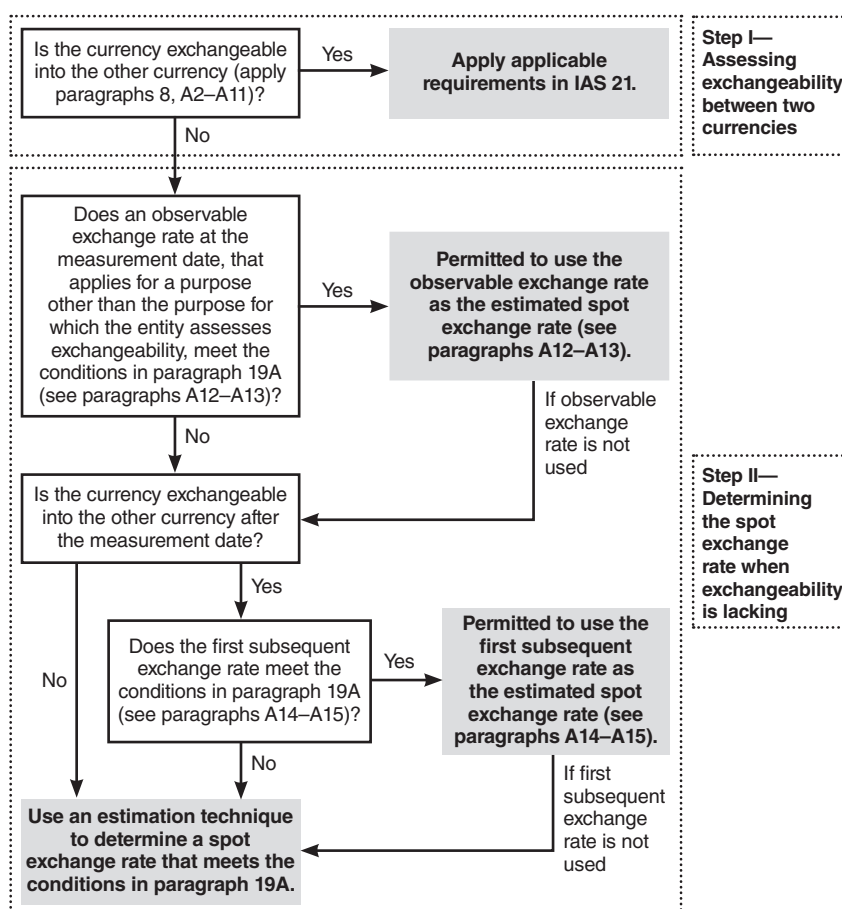 Is the currency exchangeable
into the other currency (apply
paragraphs 8, A2–A11)?
Yes
Apply applicable
requirements in IAS 21.
Step I—
Assessing
exchangeability
between two
currencies
No
Does an observable
exchange rate at the
measurement date, that
applies for a purpose
other than the purpose for
which the entity assesses
exchangeability, meet the
conditions in paragraph 19A
(see paragraphs A12–A13)?
Yes
Permitted to use the
observable exchange rate
as the estimated spot
exchange rate (see
paragraphs A12–A13).
If observable
exchange
rate is not
used
No
Is the currency exchangeable
into the other currency after
the measurement date?
Step II—
Determining
the spot
exchange
rate when
exchangeability
is lacking
Yes
No
Does the first subsequent
exchange rate meet the
conditions in paragraph 19A
(see paragraphs A14–A15)?
Yes
Permitted to use the
first subsequent
exchange rate as
the estimated spot
exchange rate (see
paragraphs A14–A15).
No
If first
subsequent
exchange
rate is not
used
Use an estimation technique
to determine a spot
exchange rate that meets the
conditions in paragraph 19A.